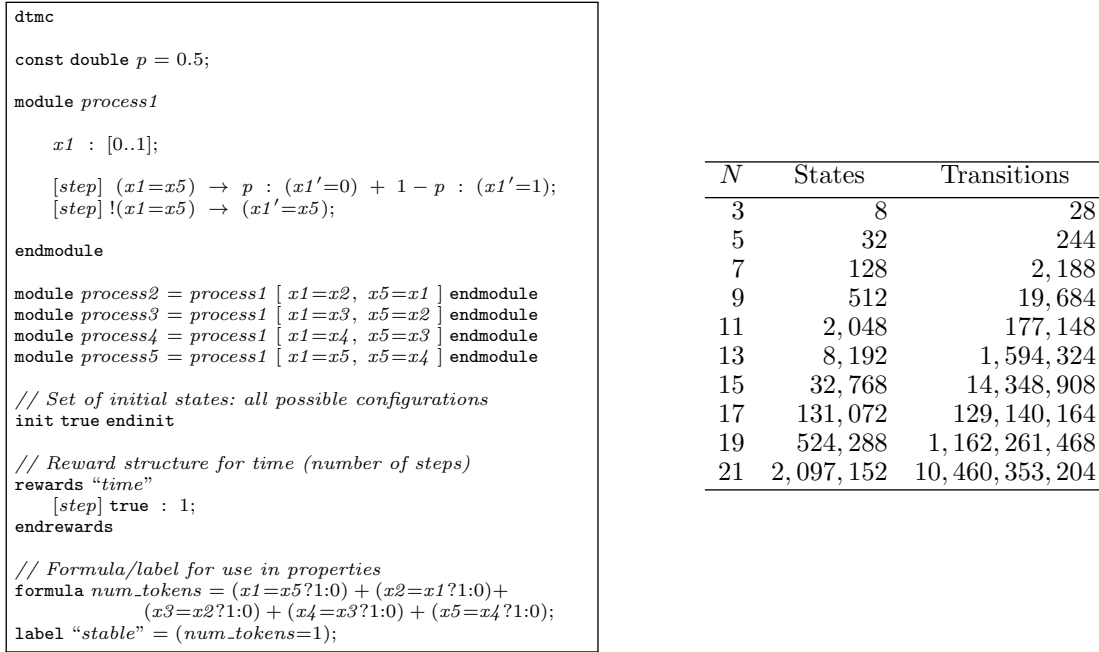 dtmc
const double p = 0.5;
module process1
x1 : [0..1];
[step] (x1=x5) → p : (x1′=0) + 1 − p : (x1′=1);
[step] !(x1=x5) → (x1′=x5);
endmodule
module process2 = process1 [ x1=x2, x5=x1 ] endmodule
module process3 = process1 [ x1=x3, x5=x2 ] endmodule
module process4 = process1 [ x1=x4, x5=x3 ] endmodule
module process5 = process1 [ x1=x5, x5=x4 ] endmodule
// Set of initial states: all possible configurations
init true endinit
// Reward structure for time (number of steps)
rewards “time”
[step] true : 1;
endrewards
// Formula/label for use in properties
formula num_tokens = (x1=x5?1:0) + (x2=x1?1:0)+
(x3=x2?1:0) + (x4=x3?1:0) + (x5=x4?1:0);
label “stable” = (num_tokens=1);
N States Transitions
3 8 28
5 32 244
7 128 2,188
9 512 19,684
11 2,048 177,148
13 8,192 1,594,324
15 32,768 14,348,908
17 131,072 129,140,164
19 524,288 1,162,261,468
21 2,097,152 10,460,353,204